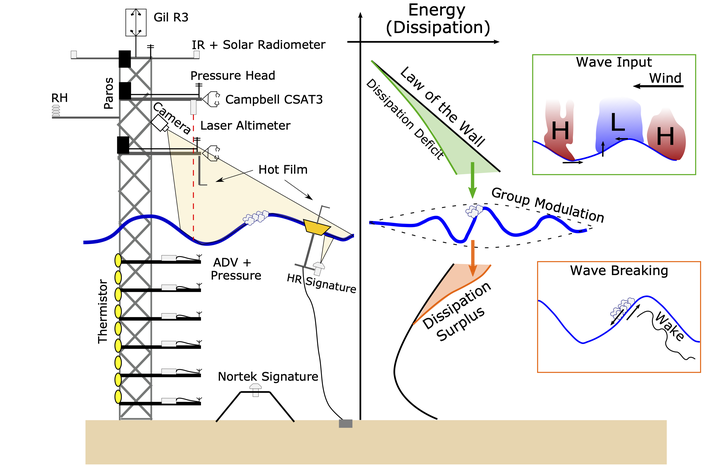 Gil R3
IR + Solar Radiometer
Paros
Pressure Head
RH
Campbell CSAT3
Camera
Laser Altimeter
Hot Film
ADV +
Pressure
HR Signature
Thermistor
Nortek Signature
Energy
(Dissipation)
Law of the Wall
Dissipation Deficit
Group Modulation
Dissipation
Surplus
Wave Input
Wind
H
L
H
Wave Breaking
Wake